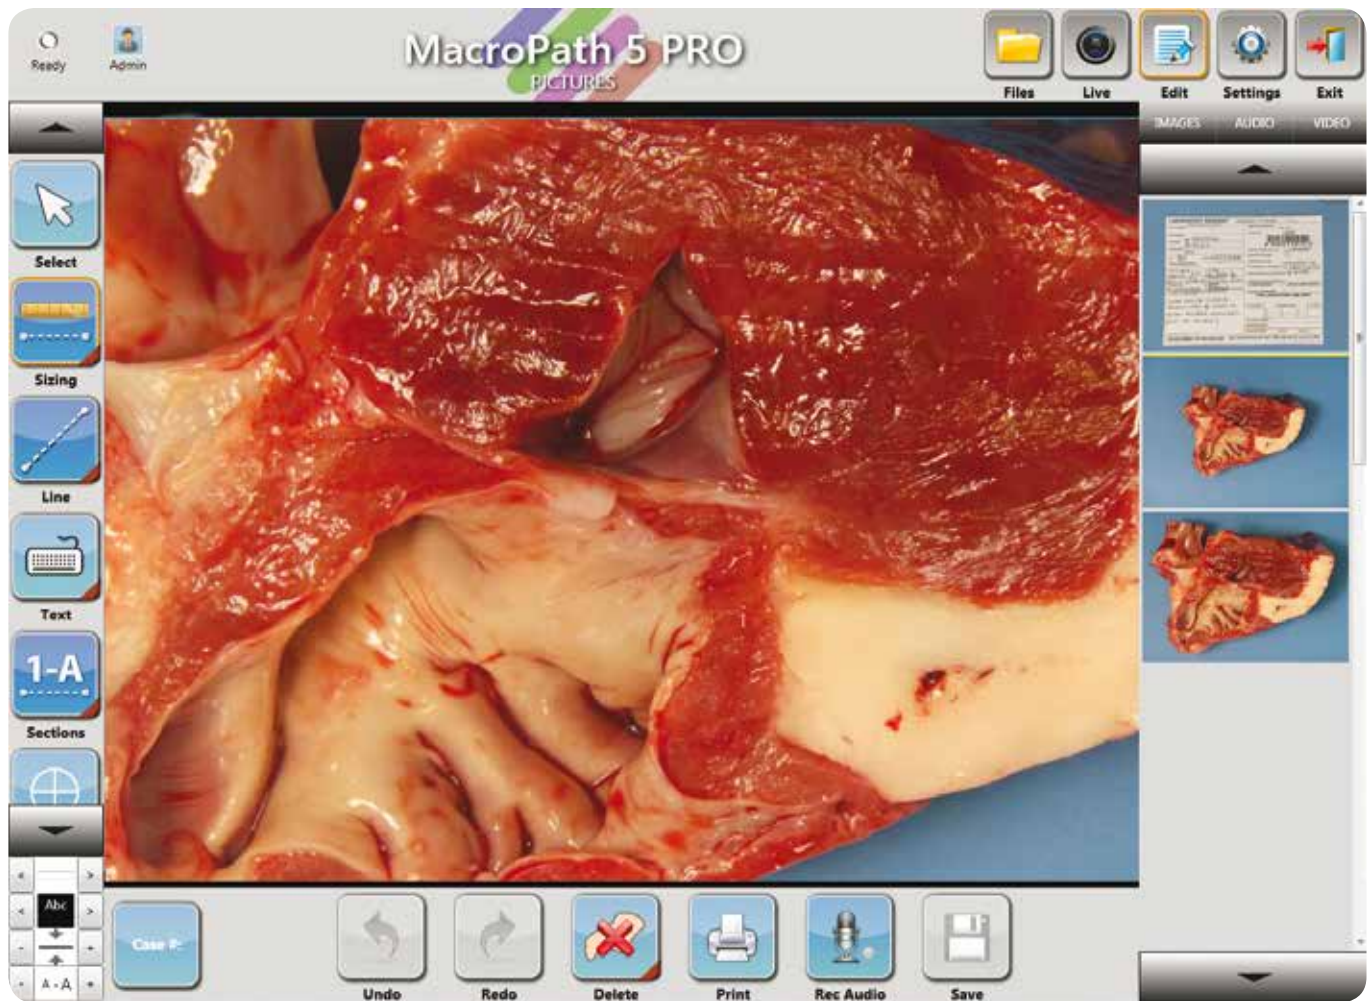 Ready
Admin
MacroPath 5 PRO
PICTURES
Files
Live
Edit
Settings
Exit
IMAGES
AUDIO
VIDEO
Select
Sizing
Line
Text
1-A
Sections
< >
Abc
< >
- +
- A - A +
Case #:
Undo
Redo
Delete
Print
Rec Audio
Save